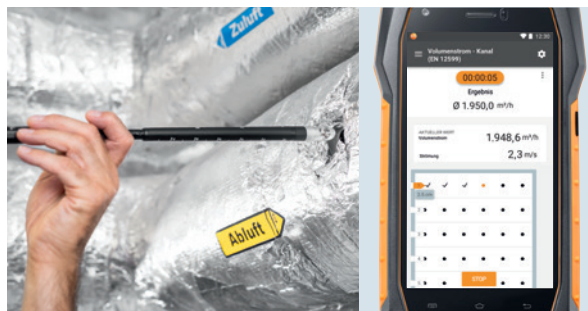 Zuluft
Abluft
12:30
Volumenstrom - Kanal
(EN 12599)
00:00:05
Ergebnis
Ø 1.950,0 m³/h
AKTUELLER WERT
Volumenstrom
1.948,6 m³/h
Strömung
2,3 m/s
STOP